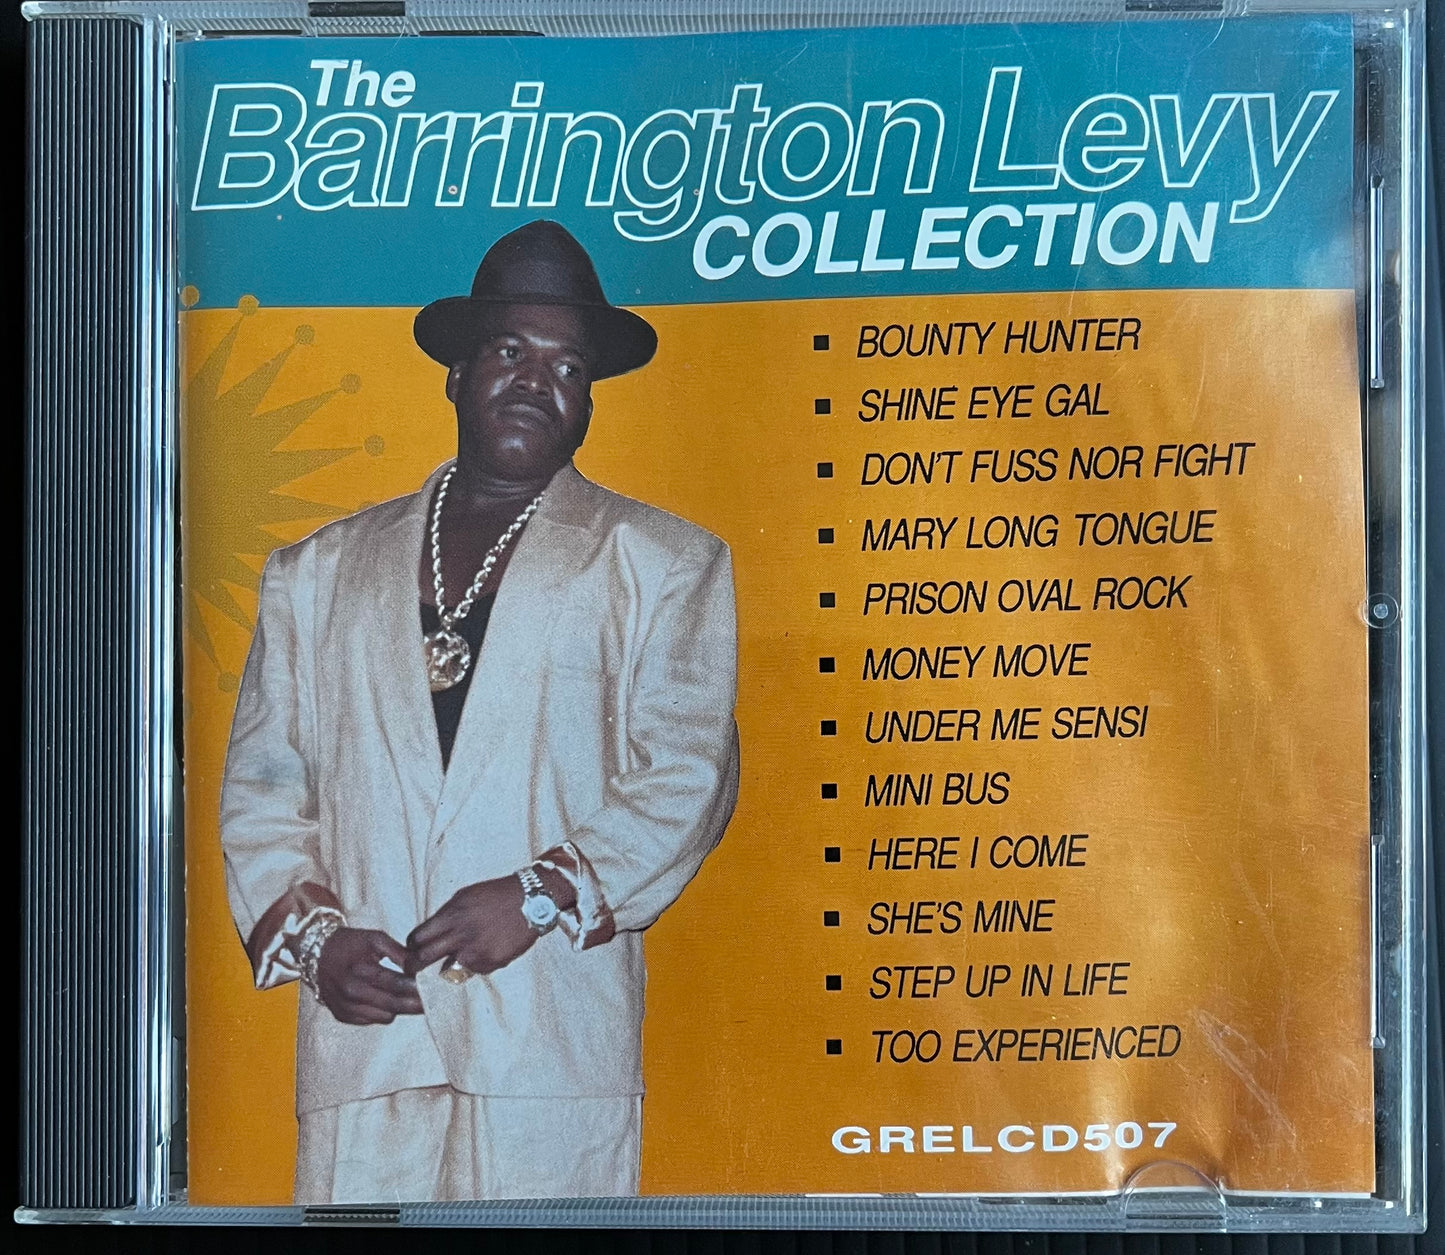 The
Barrington Levy
COLLECTION
BOUNTY HUNTER
SHINE EYE GAL
DON'T FUSS NOR FIGHT
MARY LONG TONGUE
PRISON OVAL ROCK
MONEY MOVE
UNDER ME SENSI
MINI BUS
HERE I COME
SHE'S MINE
STEP UP IN LIFE
TOO EXPERIENCED
GRELCD507